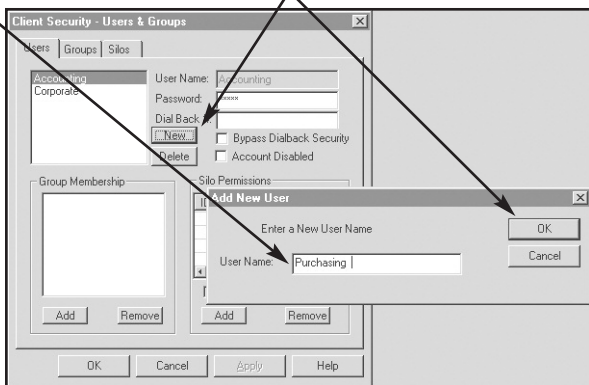 Client Security - Users & Groups
Users Groups Silos
Accounting
Corporate
User Name: Accounting
Password: ××××
Dial Back
New
Bypass Dialback Security
Delete
Account Disabled
Group Membership
Silo Permissions
Add Remove
Add Remove
OK Cancel Apply Help
Add New User
Enter a New User Name
User Name: Purchasing
OK
Cancel